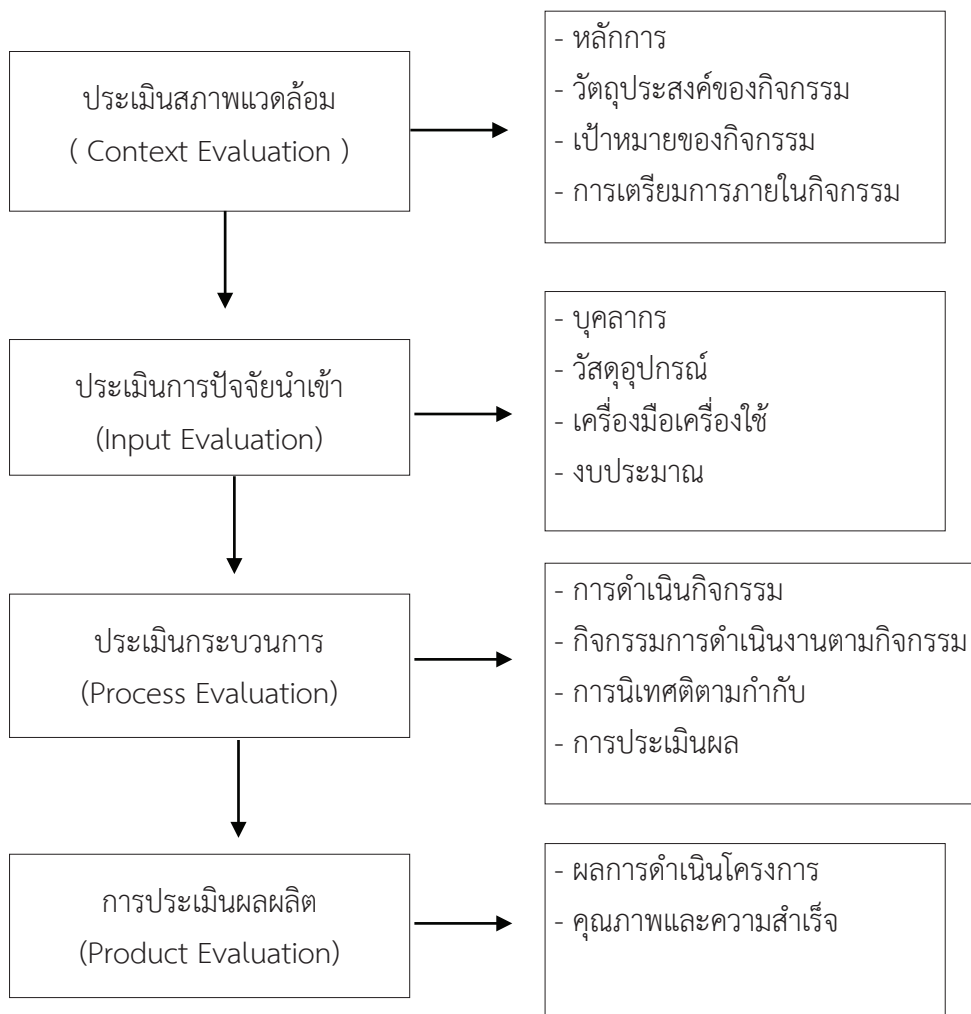 ประเมินสภาพแวดล้อม
( Context Evaluation )
- หลักการ
- วัตถุประสงค์ของกิจกรรม
- เป้าหมายของกิจกรรม
- การเตรียมการภายในกิจกรรม
ประเมินการปัจจัยนำเข้า
(Input Evaluation)
- บุคลากร
- วัสดุอุปกรณ์
- เครื่องมือเครื่องใช้
- งบประมาณ
ประเมินกระบวนการ
(Process Evaluation)
- การดำเนินกิจกรรม
- กิจกรรมการดำเนินงานตามกิจกรรม
- การนิเทศติตามกำกับ
- การประเมินผล
การประเมินผลผลิต
(Product Evaluation)
- ผลการดำเนินโครงการ
- คุณภาพและความสำเร็จ